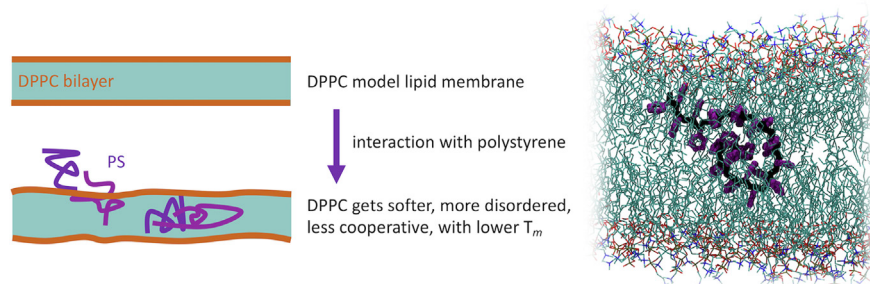 DPPC bilayer
DPPC model lipid membrane
interaction with polystyrene
PS
DPPC gets softer, more disordered,
less cooperative, with lower Tm